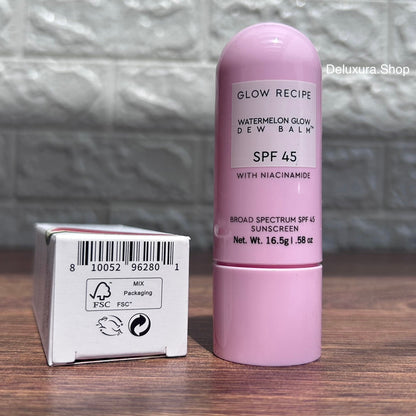 Deluxura.Shop
GLOW RECIPE
WATERMELON GLOW
DEW BALM™
SPF 45
WITH NIACINAMIDE
BROAD SPECTRUM SPF 45
SUNSCREEN
Net. Wt. 16.5g | .58 oz
8 10052 96280 1
MIX
Packaging
FSC™
FSC